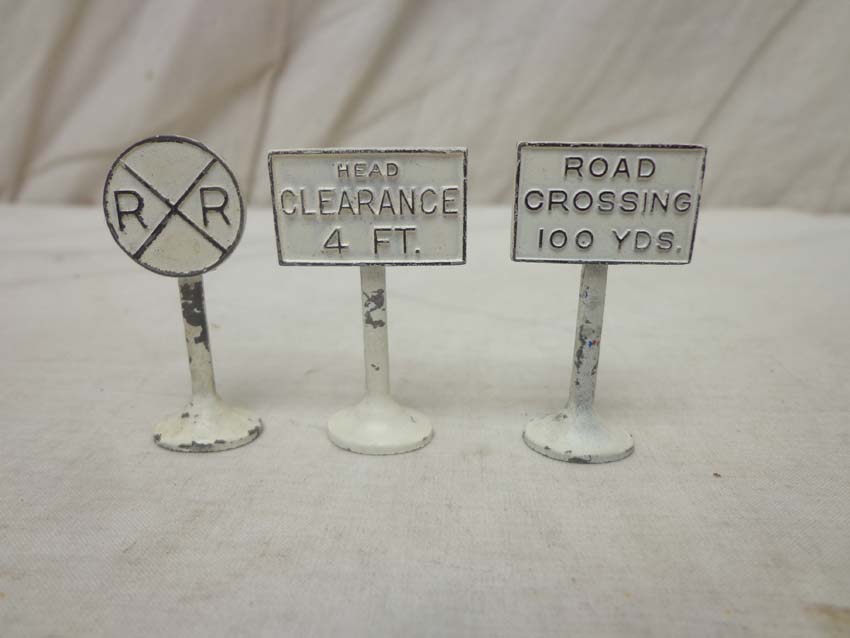 R R
HEAD
CLEARANCE
4 FT.
ROAD
CROSSING
100 YDS.